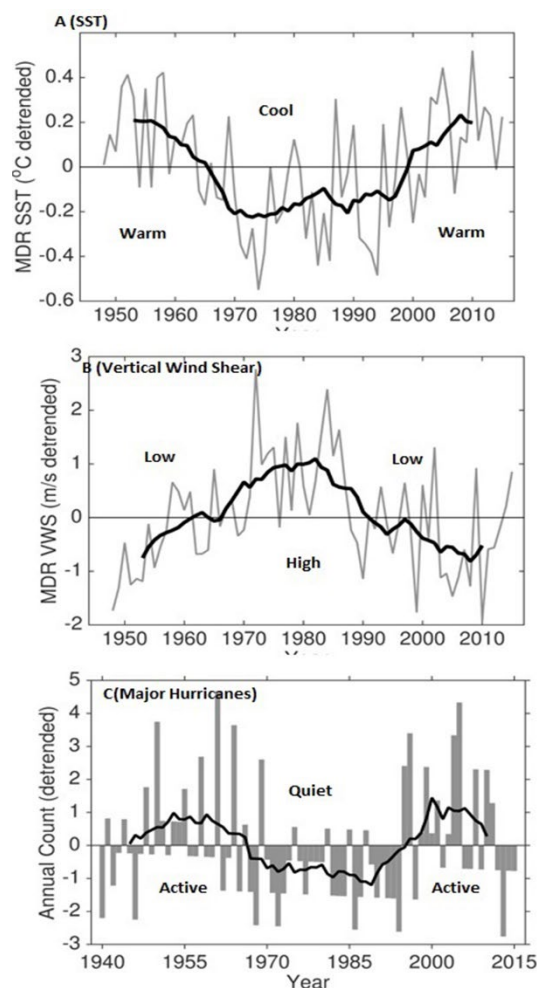 A (SST)
MDR SST (°C detrended)
0.4
0.2
0
-0.2
-0.4
-0.6
Cool
Warm
Warm
1950 1960 1970 1980 1990 2000 2010
B (Vertical Wind Shear)
MDR VWS (m/s detrended)
3
2
1
0
-1
-2
Low
Low
High
1950 1960 1970 1980 1990 2000 2010
C(Major Hurricanes)
Annual Count (detrended)
5
4
3
2
1
0
-1
-2
-3
Quiet
Active
Active
1940 1955 1970 1985 2000 2015
Year